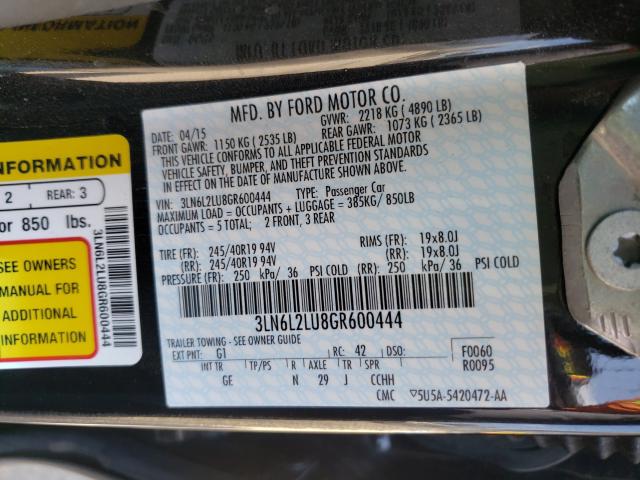 INFORMATION
2 REAR: 3
or 850 lbs.
SEE OWNERS
MANUAL FOR
ADDITIONAL
INFORMATION
3LN6L2LU8GR600444
MFD. BY FORD MOTOR CO.
DATE: 04/15 GVWR: 2218 KG ( 4890 LB)
FRONT GAWR: 1150 KG ( 2535 LB) REAR GAWR: 1073 KG ( 2365 LB)
THIS VEHICLE CONFORMS TO ALL APPLICABLE FEDERAL MOTOR
VEHICLE SAFETY, BUMPER, AND THEFT PREVENTION STANDARDS
IN EFFECT ON THE DATE OF MANUFACTURE SHOWN ABOVE.
VIN: 3LN6L2LU8GR600444 TYPE: Passenger Car
MAXIMUM LOAD = OCCUPANTS + LUGGAGE = 385KG/ 850LB
OCCUPANTS = 5 TOTAL; 2 FRONT, 3 REAR
TIRE (FR): 245/40R19 94V RIMS (FR): 19x8.0J
(RR): 245/40R19 94V (RR): 19x8.0J
PRESSURE (FR): 250 kPa/ 36 PSI COLD (RR): 250 kPa/ 36 PSI COLD
3LN6L2LU8GR600444
TRAILER TOWING - SEE OWNER GUIDE
EXT PNT: G1 RC: 42 DSO: F0060
INT TR TP/PS R AXLE TR SPR R0095
GE N 29 J CCHH
CMC ▽5U5A-5420472-AA